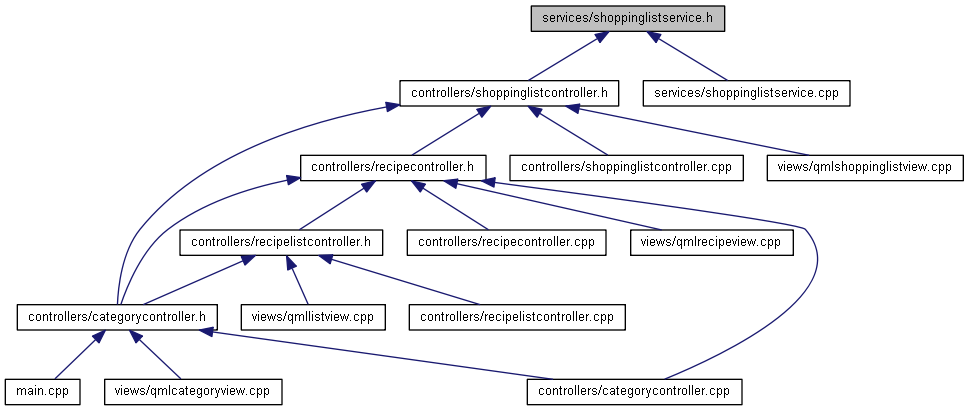 services/shoppinglistservice.h
controllers/shoppinglistcontroller.h
services/shoppinglistservice.cpp
controllers/recipecontroller.h
controllers/shoppinglistcontroller.cpp
views/qmlshoppinglistview.cpp
controllers/recipelistcontroller.h
controllers/recipecontroller.cpp
views/qmlrecipeview.cpp
controllers/categorycontroller.h
views/qmllistview.cpp
controllers/recipelistcontroller.cpp
main.cpp
views/qmlcategoryview.cpp
controllers/categorycontroller.cpp